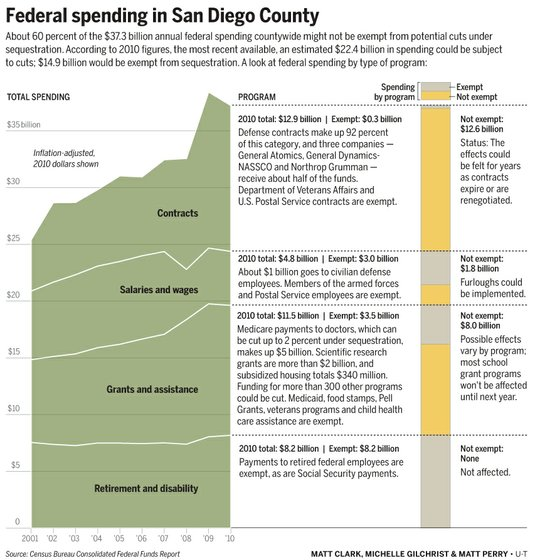 Federal spending in San Diego County
About 60 percent of the $37.3 billion annual federal spending countywide might not be exempt from potential cuts under
sequestration. According to 2010 figures, the most recent available, an estimated $22.4 billion in spending could be subject
to cuts; $14.9 billion would be exempt from sequestration. A look at federal spending by type of program:
TOTAL SPENDING
$35 billion
Inflation-adjusted,
2010 dollars shown
$30
$25
$20
$15
$10
$5
0
Contracts
Salaries and wages
Grants and assistance
Retirement and disability
2001 '02 '03 '04 '05 '06 '07 '08 '09 '10
PROGRAM
Spending
by program
Exempt
Not exempt
2010 total: $12.9 billion | Exempt: $0.3 billion
Defense contracts make up 92 percent
of this category, and three companies —
General Atomics, General Dynamics-
NASSCO and Northrop Grumman —
receive about half of the funds.
Department of Veterans Affairs and
U.S. Postal Service contracts are exempt.
Not exempt:
$12.6 billion
Status: The
effects could
be felt for years
as contracts
expire or are
renegotiated.
2010 total: $4.8 billion | Exempt: $3.0 billion
About $1 billion goes to civilian defense
employees. Members of the armed forces
and Postal Service employees are exempt.
Not exempt:
$1.8 billion
Furloughs could
be implemented.
2010 total: $11.5 billion | Exempt: $3.5 billion
Medicare payments to doctors, which can
be cut up to 2 percent under sequestration,
makes up $5 billion. Scientific research
grants are more than $2 billion, and
subsidized housing totals $340 million.
Funding for more than 300 other programs
could be cut. Medicaid, food stamps, Pell
Grants, veterans programs and child health
care assistance are exempt.
Not exempt:
$8.0 billion
Possible effects
vary by program;
most school
grant programs
won't be affected
until next year.
2010 total: $8.2 billion | Exempt: $8.2 billion
Payments to retired federal employees are
exempt, as are Social Security payments.
Not exempt:
None
Not affected.
Source: Census Bureau Consolidated Federal Funds Report
MATT CLARK, MICHELLE GILCHRIST & MATT PERRY • U-T